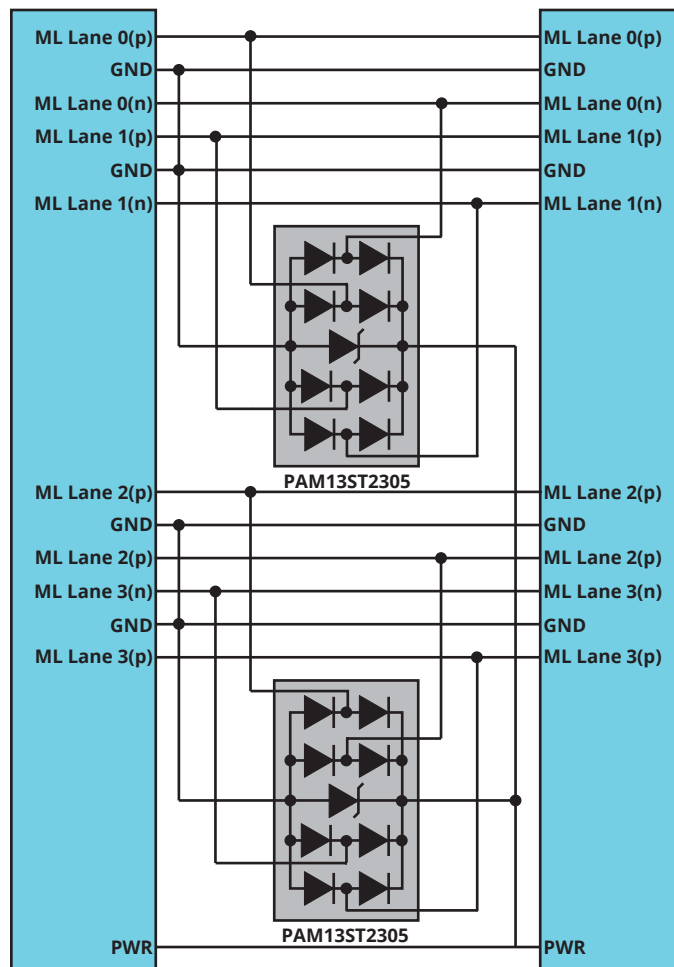 ML Lane 0(p) ML Lane 0(p)
GND GND
ML Lane 0(n) ML Lane 0(n)
ML Lane 1(p) ML Lane 1(p)
GND GND
ML Lane 1(n) ML Lane 1(n)
PAM13ST2305
ML Lane 2(p) ML Lane 2(p)
GND GND
ML Lane 2(p) ML Lane 2(p)
ML Lane 3(n) ML Lane 3(n)
GND GND
ML Lane 3(p) ML Lane 3(p)
PAM13ST2305
PWR PWR